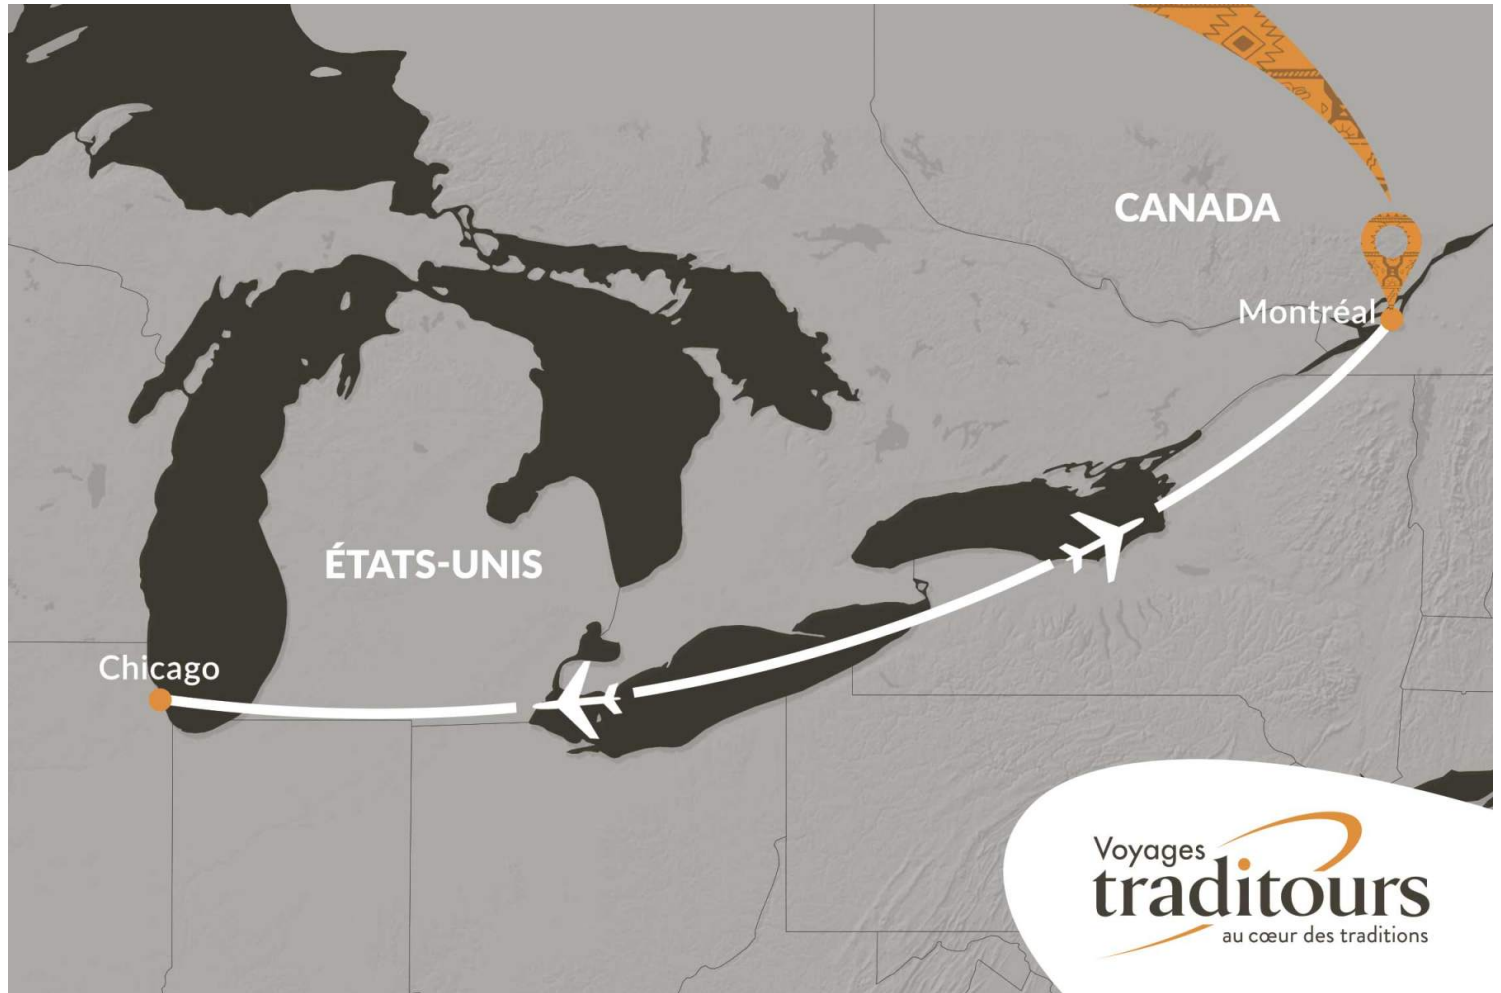 CANADA
Montréal
ÉTATS-UNIS
Chicago
Voyages
traditours
au cœur des traditions